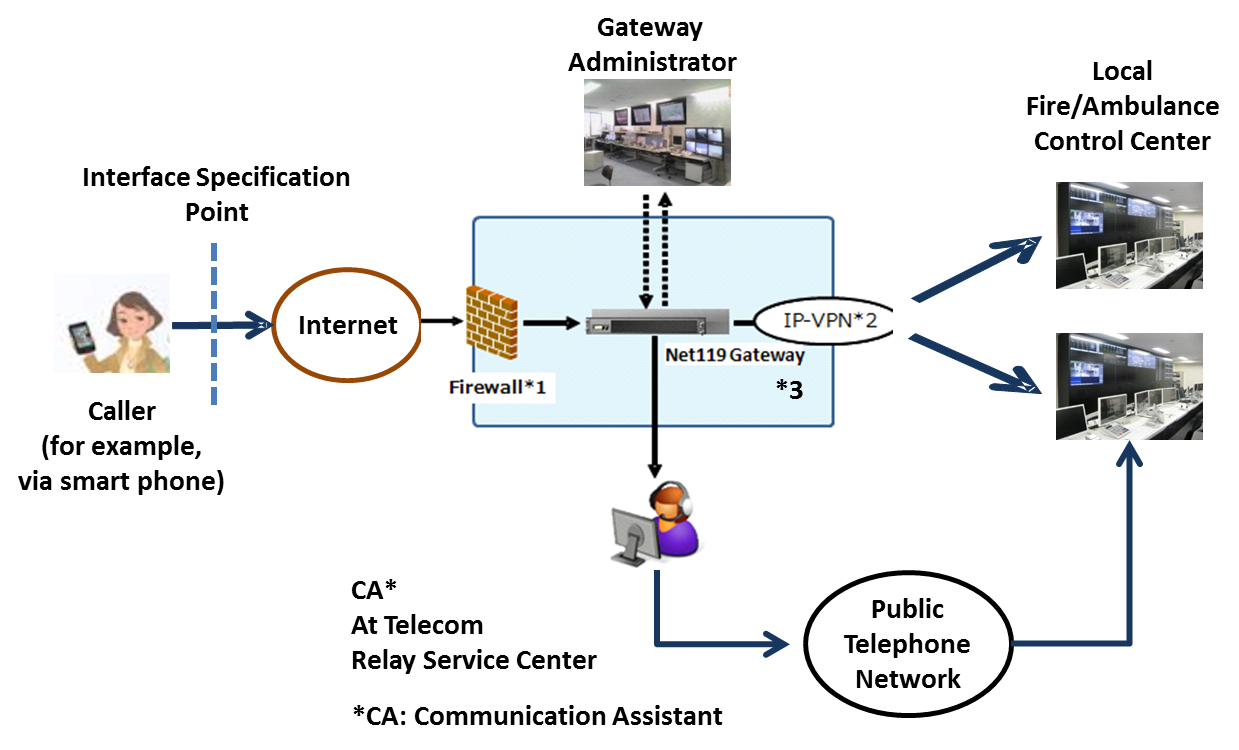 Gateway
Administrator
Local
Fire/Ambulance
Control Center
Interface Specification
Point
Internet
IP-VPN*2
Net119 Gateway
Firewall*1
*3
Caller
(for example,
via smart phone)
CA*
At Telecom
Relay Service Center
Public
Telephone
Network
*CA: Communication Assistant